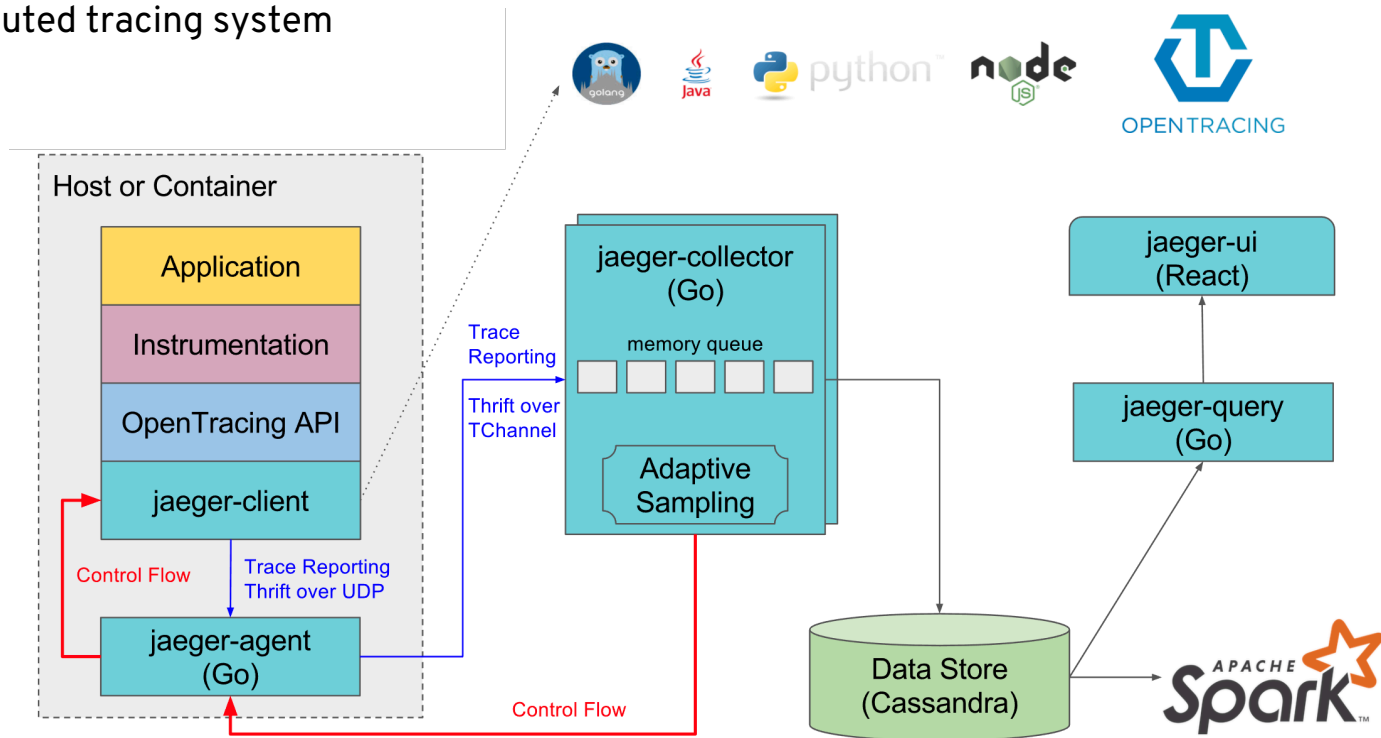 uted tracing system
golang
Java
python
node
JS
OPENTRACING
Host or Container
Application
Instrumentation
OpenTracing API
jaeger-client
Control Flow
Trace Reporting
Thrift over UDP
jaeger-agent
(Go)
Trace
Reporting
Thrift over
TChannel
jaeger-collector
(Go)
memory queue
Adaptive
Sampling
Control Flow
jaeger-ui
(React)
jaeger-query
(Go)
Data Store
(Cassandra)
APACHE
Spark™